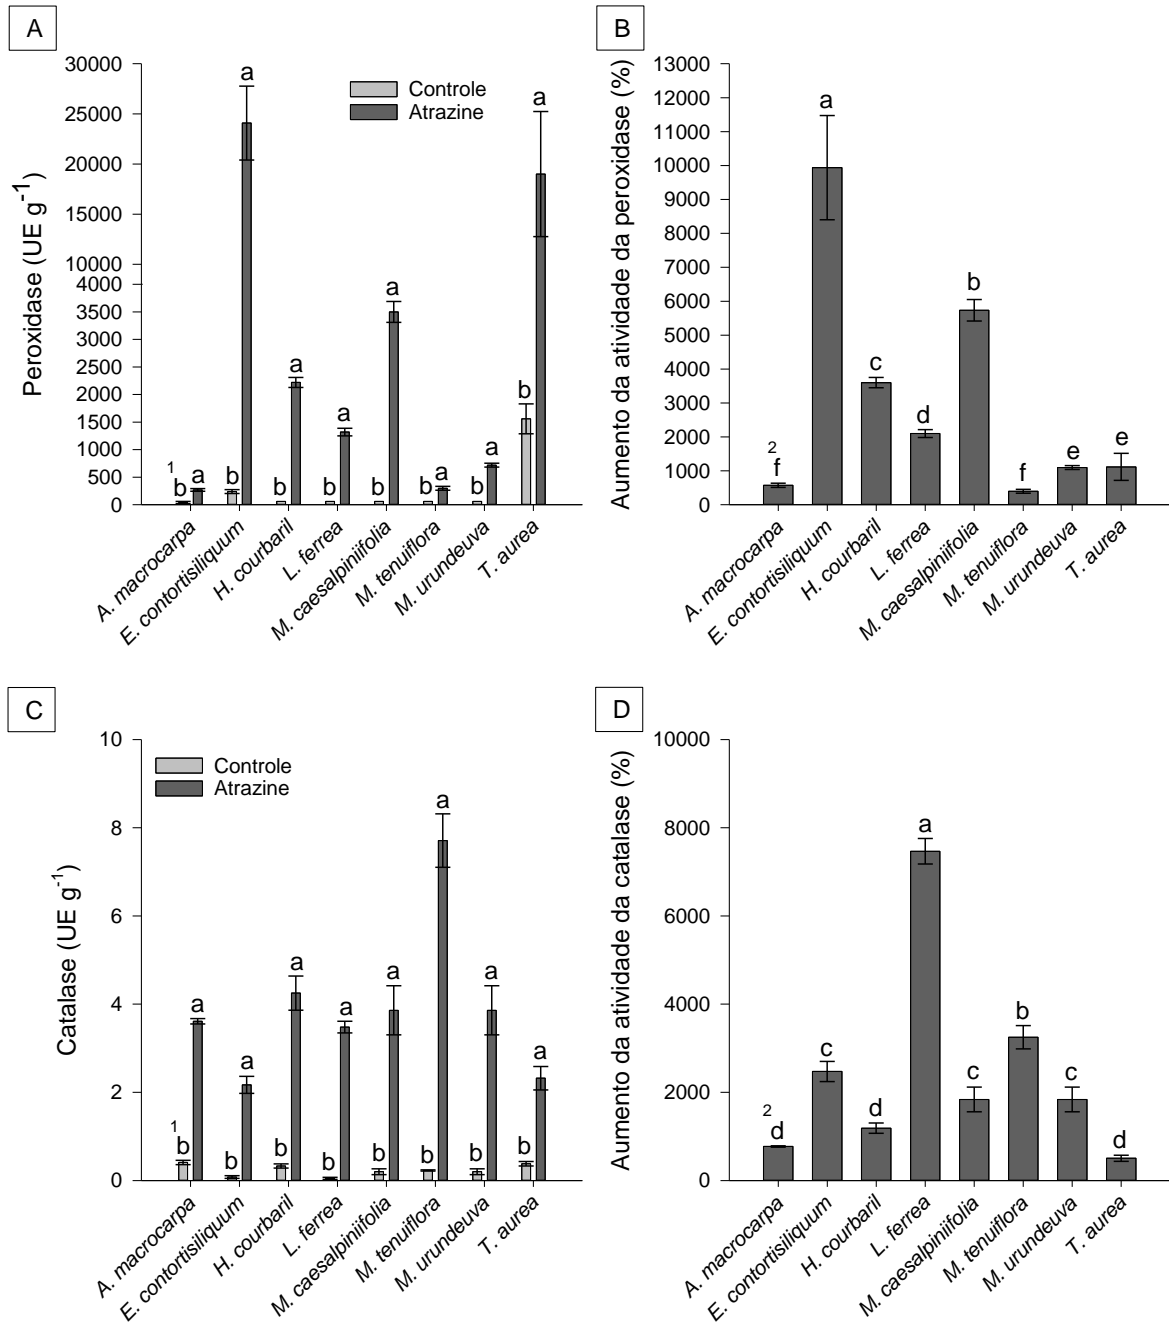 A
Peroxidase (UE g-1)
30000
25000
20000
15000
10000
4000
3500
3000
2500
2000
1500
1000
500
0
Controle
Atrazine
1
b a b a b a b a b a b a b a b a
A. macrocarpa
E. contortisiliquum
H. courbaril
L. ferrea
M. caesalpiniifolia
M. tenuiflora
M. urundeuva
T. aurea
B
Aumento da atividade da peroxidase (%)
13000
12000
11000
10000
9000
8000
7000
6000
5000
4000
3000
2000
1000
0
2
f a c d b f e e
A. macrocarpa
E. contortisiliquum
H. courbaril
L. ferrea
M. caesalpiniifolia
M. tenuiflora
M. urundeuva
T. aurea
C
Catalase (UE g-1)
10
8
6
4
2
0
Controle
Atrazine
1
b a b a b a b a b a b a b a b a
A. macrocarpa
E. contortisiliquum
H. courbaril
L. ferrea
M. caesalpiniifolia
M. tenuiflora
M. urundeuva
T. aurea
D
Aumento da atividade da catalase (%)
10000
8000
6000
4000
2000
0
2
d c d a c b c d
A. macrocarpa
E. contortisiliquum
H. courbaril
L. ferrea
M. caesalpiniifolia
M. tenuiflora
M. urundeuva
T. aurea